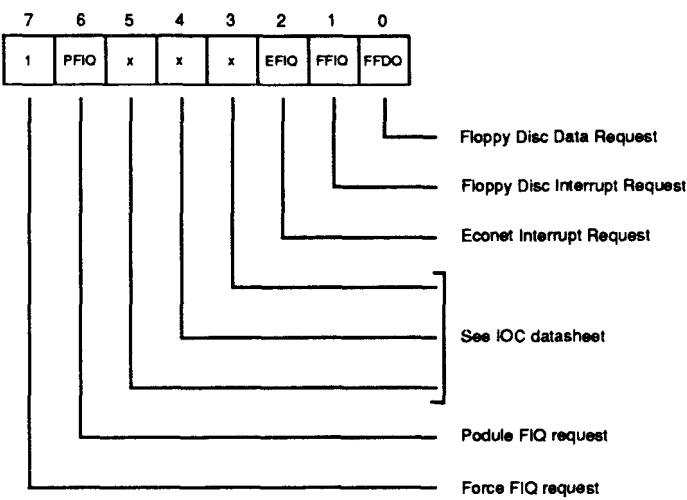 7 6 5 4 3 2 1 0
1 PFIQ x x x EFIQ FFIQ FFDQ
Floppy Disc Data Request
Floppy Disc Interrupt Request
Econet Interrupt Request
See IOC datasheet
Podule FIQ request
Force FIQ request